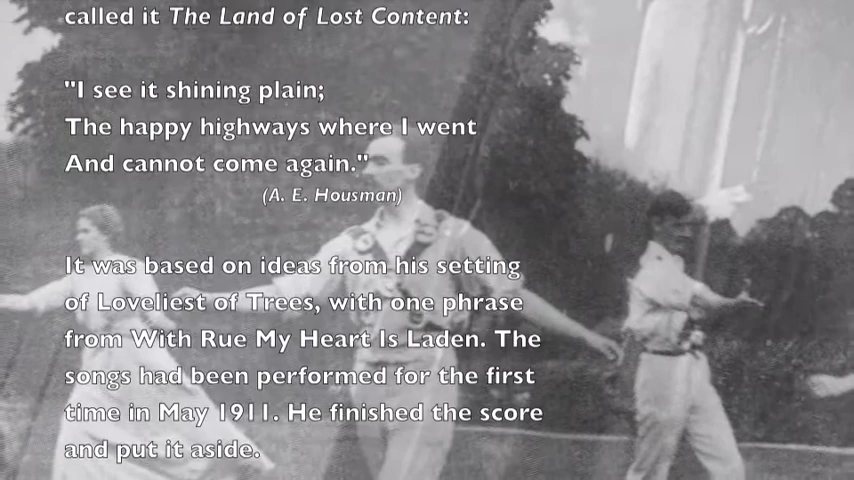 called it The Land of Lost Content:
"I see it shining plain;
The happy highways where I went
And cannot come again."
(A. E. Housman)
It was based on ideas from his setting
of Loveliest of Trees, with one phrase
from With Rue My Heart Is Laden. The
songs had been performed for the first
time in May 1911. He finished the score
and put it aside.